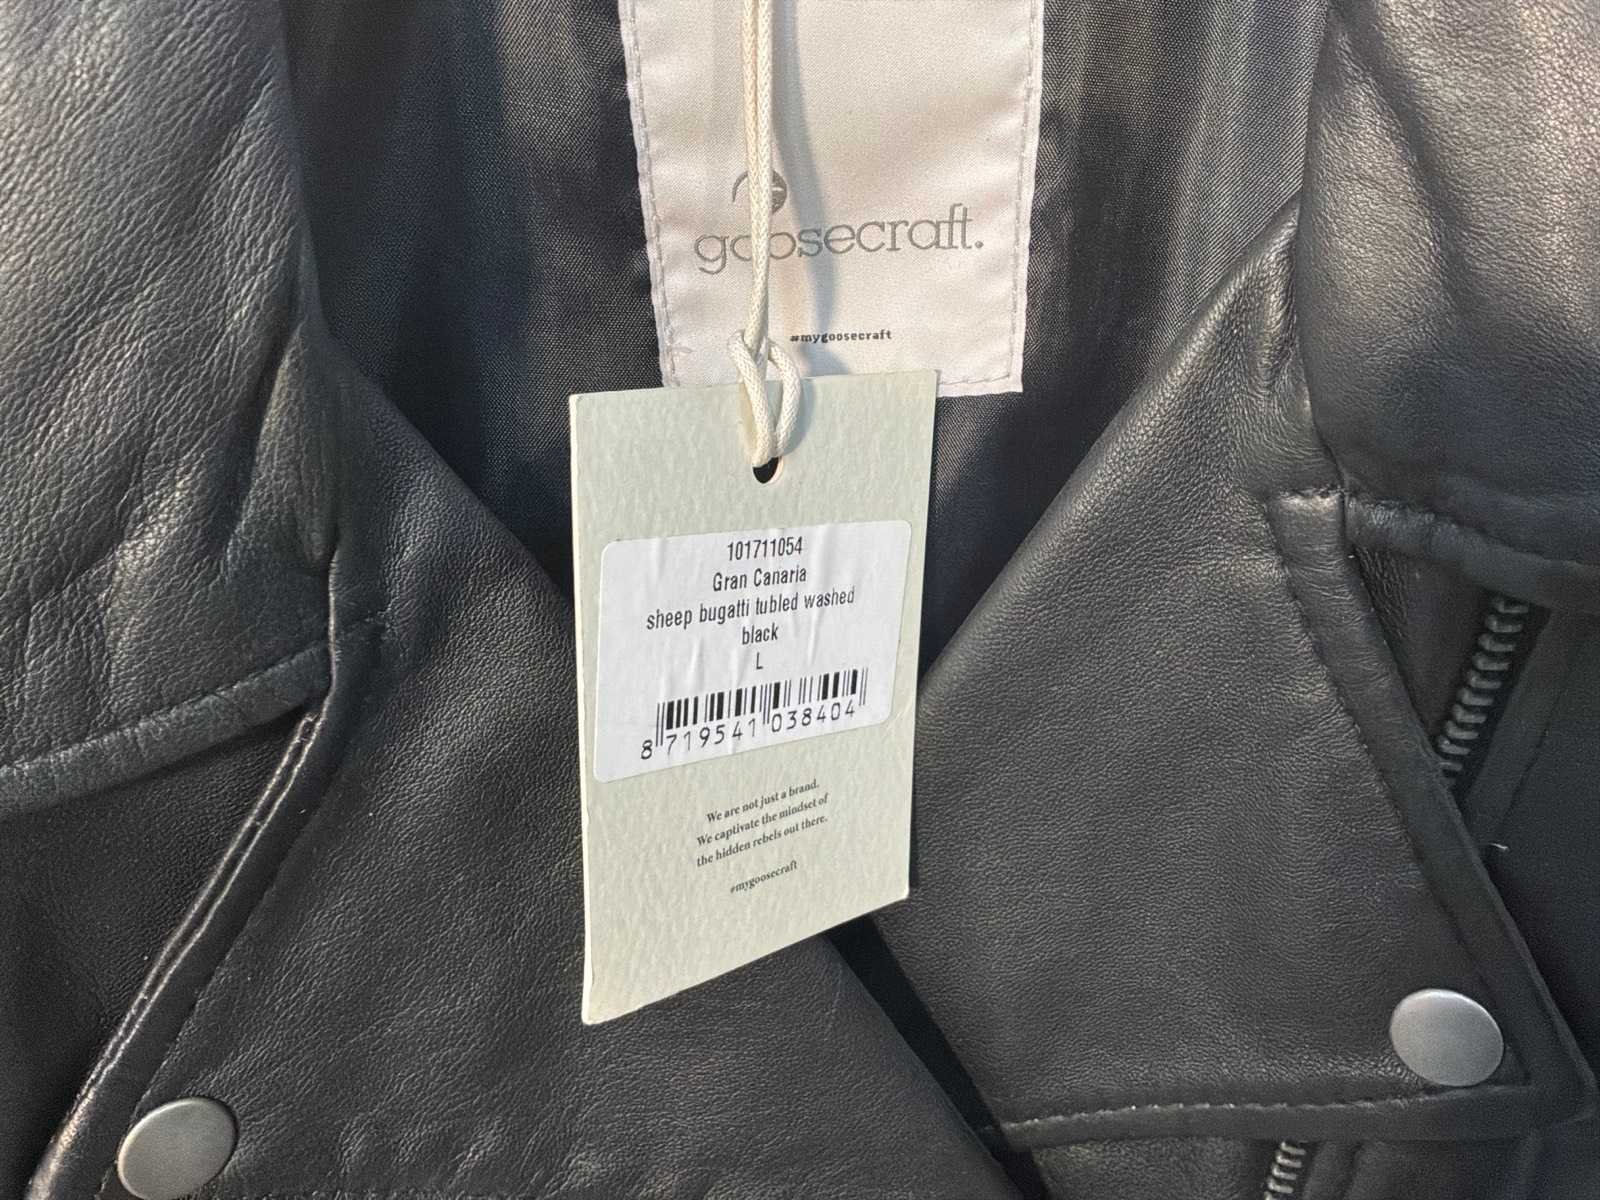 goosecraft.
#mygoosecraft
101711054
Gran Canaria
sheep bugatti tubled washed
black
L
8 719541 038404
We are not just a brand.
We captivate the mindset of
the hidden rebels out there.
#mygoosecraft